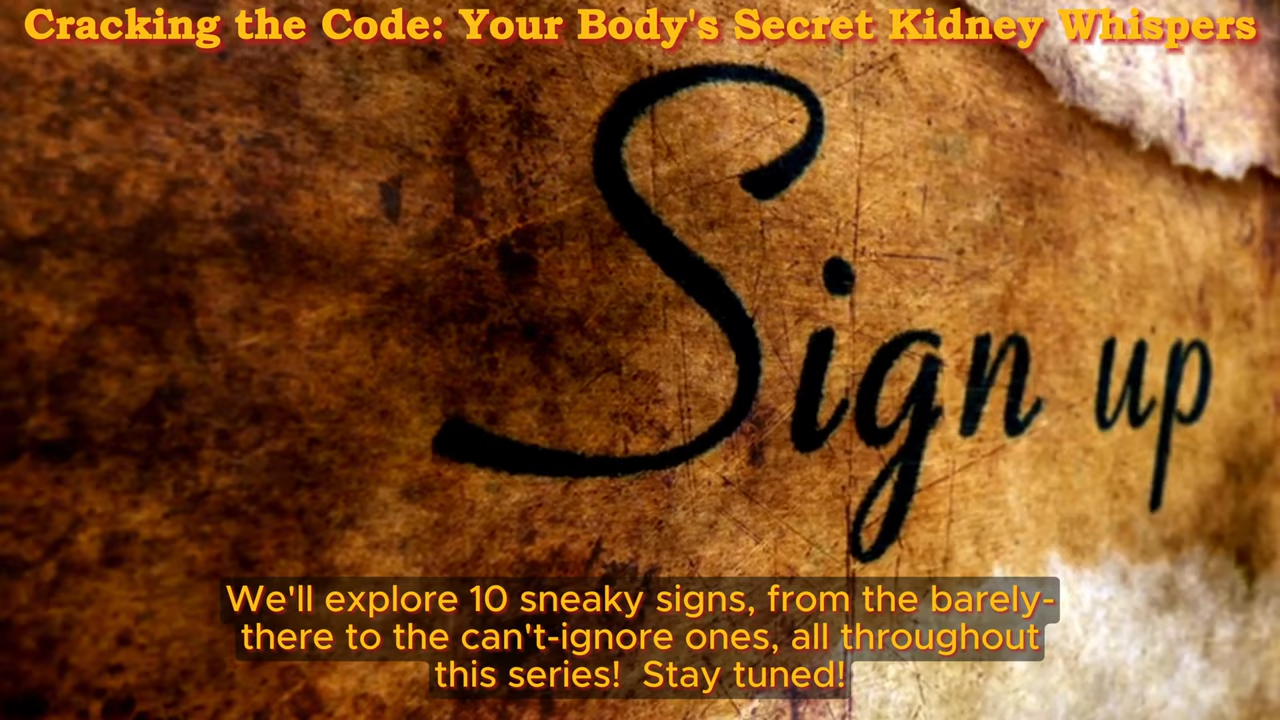 Cracking the Code: Your Body's Secret Kidney Whispers
Sign up
We'll explore 10 sneaky signs, from the barely-
there to the can't-ignore ones, all throughout
this series!  Stay tuned!